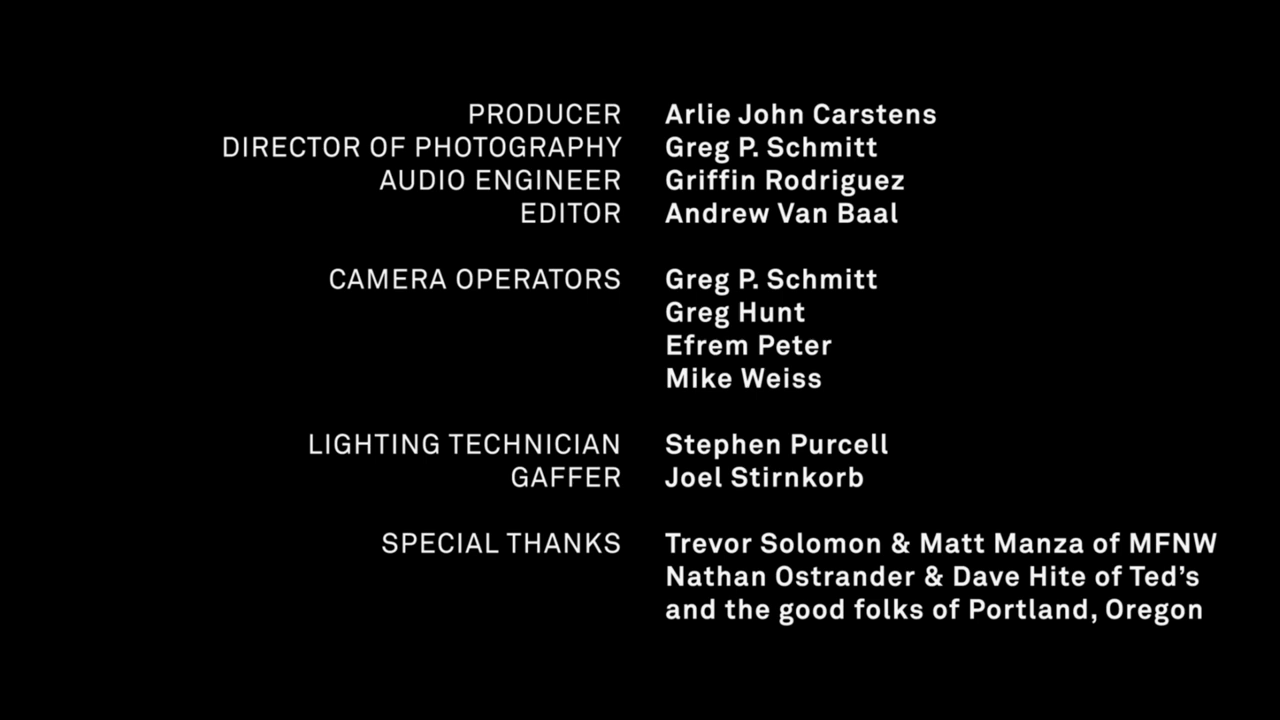 PRODUCER Arlie John Carstens
DIRECTOR OF PHOTOGRAPHY Greg P. Schmitt
AUDIO ENGINEER Griffin Rodriguez
EDITOR Andrew Van Baal
CAMERA OPERATORS Greg P. Schmitt
Greg Hunt
Efrem Peter
Mike Weiss
LIGHTING TECHNICIAN Stephen Purcell
GAFFER Joel Stirnkorb
SPECIAL THANKS Trevor Solomon & Matt Manza of MFNW
Nathan Ostrander & Dave Hite of Ted’s
and the good folks of Portland, Oregon